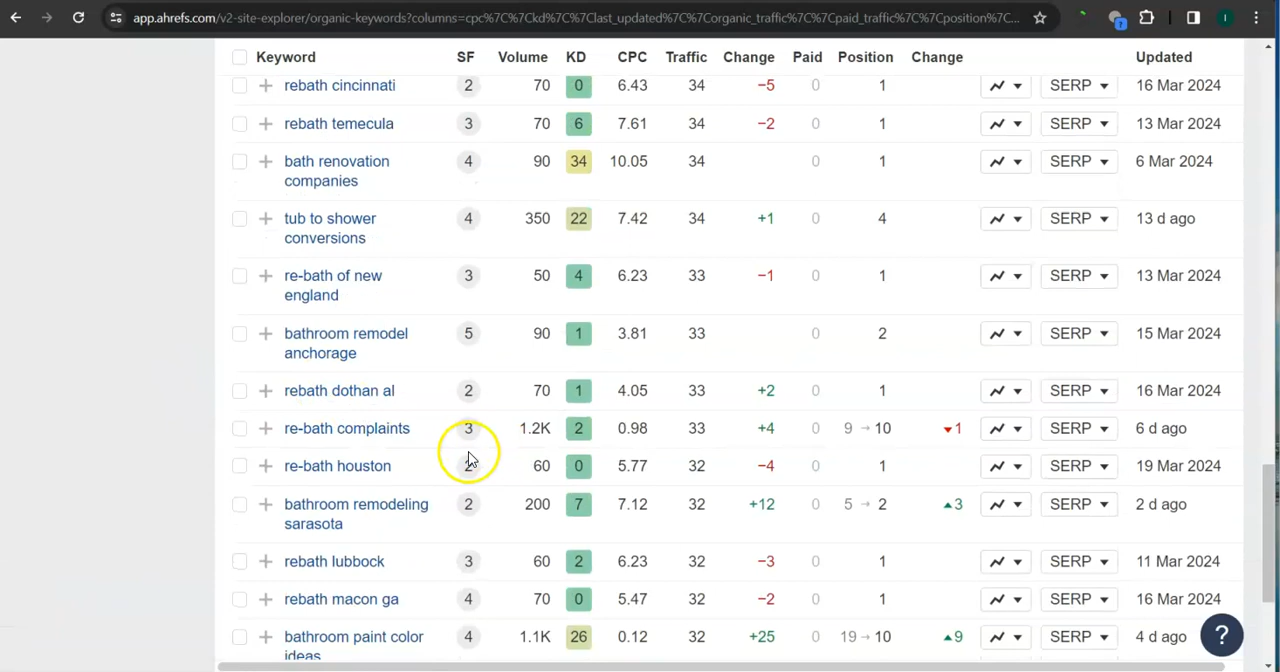 app.ahrefs.com/v2-site-explorer/organic-keywords?columns=cpc%7C%7Ckd%7C%7Clast_updated%7C%7Corganic_traffic%7C%7Cpaid_traffic%7C%7Cposition%7C...
Keyword SF Volume KD CPC Traffic Change Paid Position Change Updated
rebath cincinnati 2 70 0 6.43 34 −5 0 1 SERP 16 Mar 2024
rebath temecula 3 70 6 7.61 34 −2 0 1 SERP 13 Mar 2024
bath renovation 4 90 34 10.05 34 0 1 SERP 6 Mar 2024
companies
tub to shower 4 350 22 7.42 34 +1 0 4 SERP 13 d ago
conversions
re-bath of new 3 50 4 6.23 33 −1 0 1 SERP 13 Mar 2024
england
bathroom remodel 5 90 1 3.81 33 0 2 SERP 15 Mar 2024
anchorage
rebath dothan al 2 70 1 4.05 33 +2 0 1 SERP 16 Mar 2024
re-bath complaints 3 1.2K 2 0.98 33 +4 0 9 → 10 ▼1 SERP 6 d ago
re-bath houston 2 60 0 5.77 32 −4 0 1 SERP 19 Mar 2024
bathroom remodeling 2 200 7 7.12 32 +12 0 5 → 2 ▲3 SERP 2 d ago
sarasota
rebath lubbock 3 60 2 6.23 32 −3 0 1 SERP 11 Mar 2024
rebath macon ga 4 70 0 5.47 32 −2 0 1 SERP 16 Mar 2024
bathroom paint color 4 1.1K 26 0.12 32 +25 0 19 → 10 ▲9 SERP 4 d ago
ideas
?